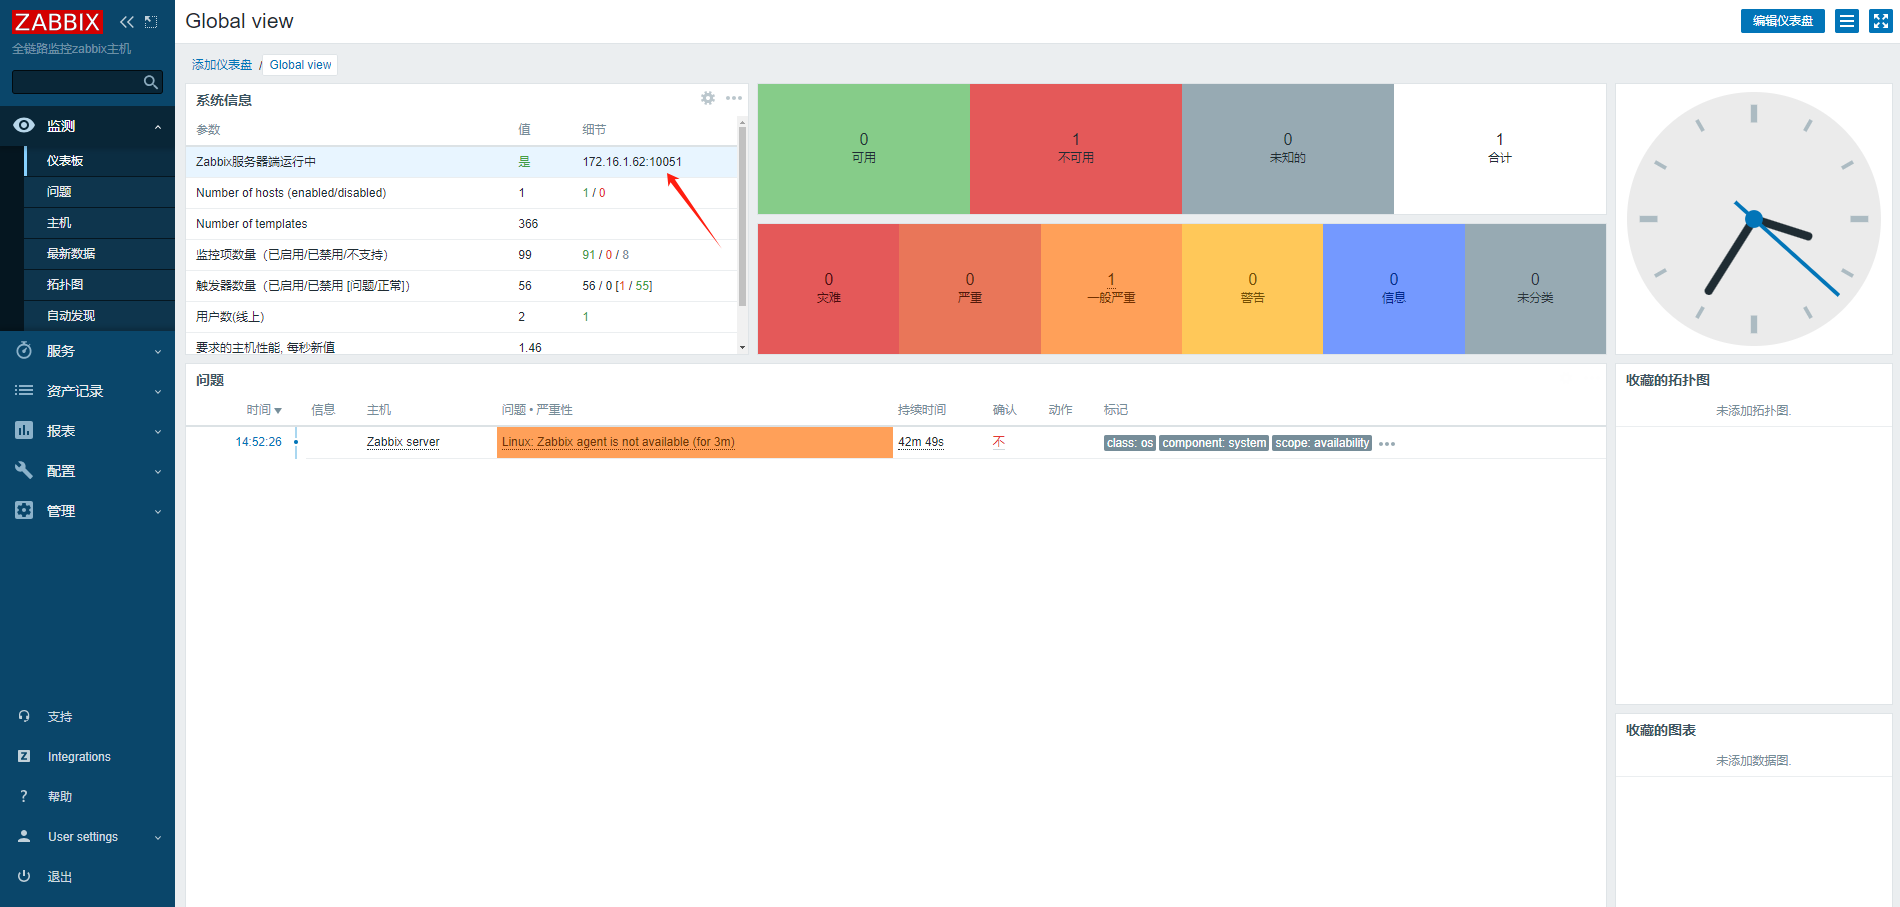 ZABBIX
全链路监控zabbix主机
监测
仪表板
问题
主机
最新数据
拓扑图
自动发现
服务
资产记录
报表
配置
管理
支持
Integrations
帮助
User settings
退出
Global view
编辑仪表盘
添加仪表盘 / Global view
系统信息
参数 值 细节
Zabbix服务器端运行中 是 172.16.1.62:10051
Number of hosts (enabled/disabled) 1 1 / 0
Number of templates 366
监控项数量（已启用/已禁用/不支持） 99 91 / 0 / 8
触发器数量（已启用/已禁用 [问题/正常]） 56 56 / 0 [1 / 55]
用户数(线上) 2 1
要求的主机性能, 每秒新值 1.46
0 1 0 1
可用 不可用 未知的 合计
0 0 1 0 0 0
灾难 严重 一般严重 警告 信息 未分类
问题
时间 信息 主机 问题 • 严重性 持续时间 确认 动作 标记
14:52:26 Zabbix server Linux: Zabbix agent is not available (for 3m) 42m 49s 不 class: os component: system scope: availability
收藏的拓扑图
未添加拓扑图.
收藏的图表
未添加数据图.